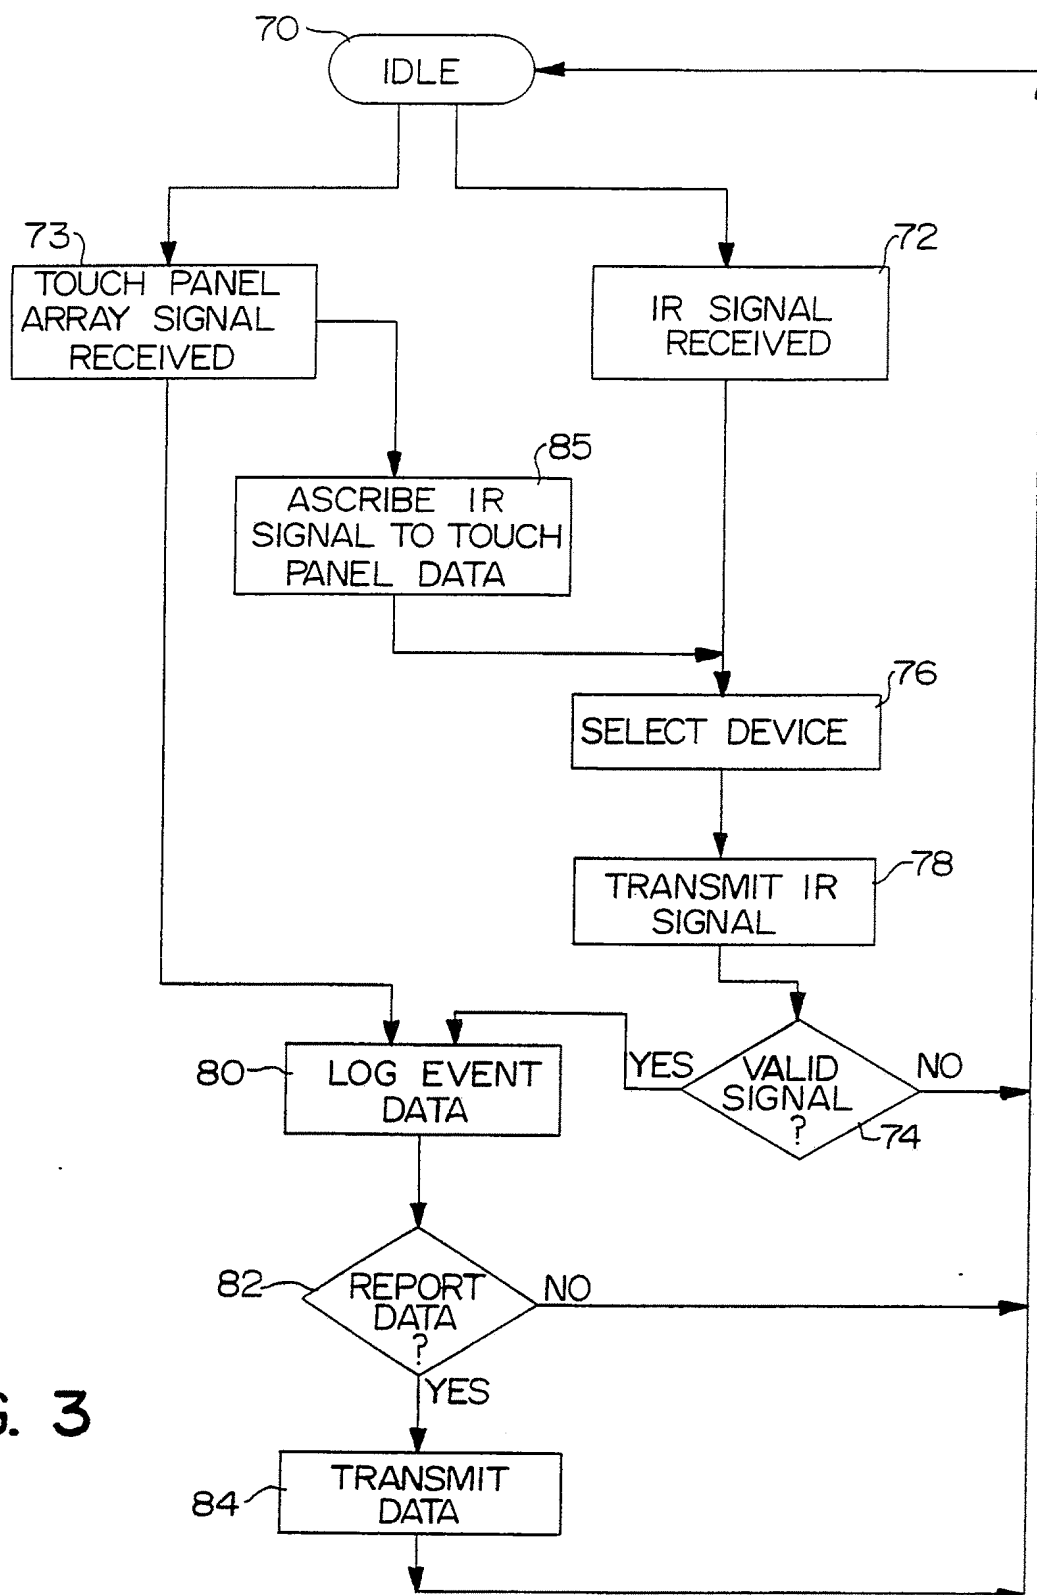 70
IDLE
73
TOUCH PANEL
ARRAY SIGNAL
RECEIVED
72
IR SIGNAL
RECEIVED
85
ASCRIBE IR
SIGNAL TO TOUCH
PANEL DATA
76
SELECT DEVICE
78
TRANSMIT IR
SIGNAL
80
LOG EVENT
DATA
YES
VALID
SIGNAL
?
NO
74
82
REPORT
DATA
?
NO
YES
G. 3
84
TRANSMIT
DATA